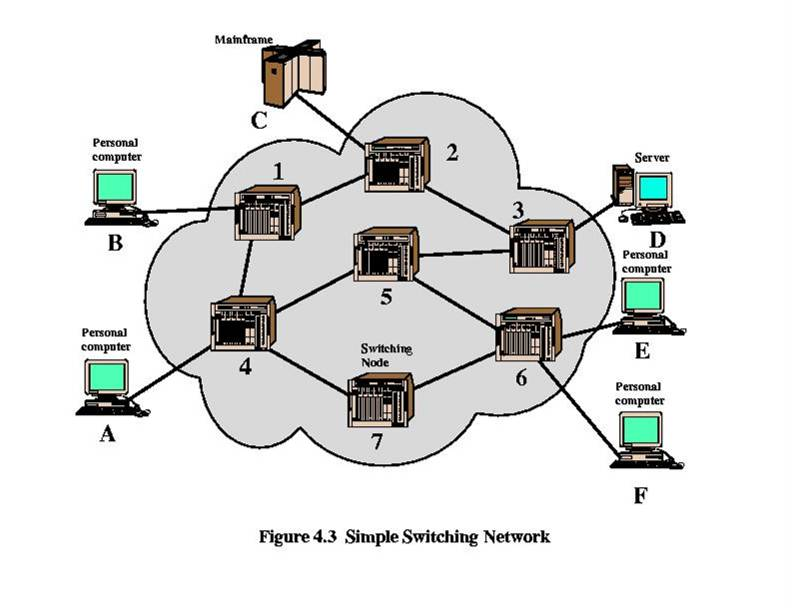 Mainframe
C
Personal
computer
B
1
2
Server
D
3
5
Personal
computer
E
4
Personal
computer
A
Switching
Node
7
6
Personal
computer
F
Figure 4.3 Simple Switching Network